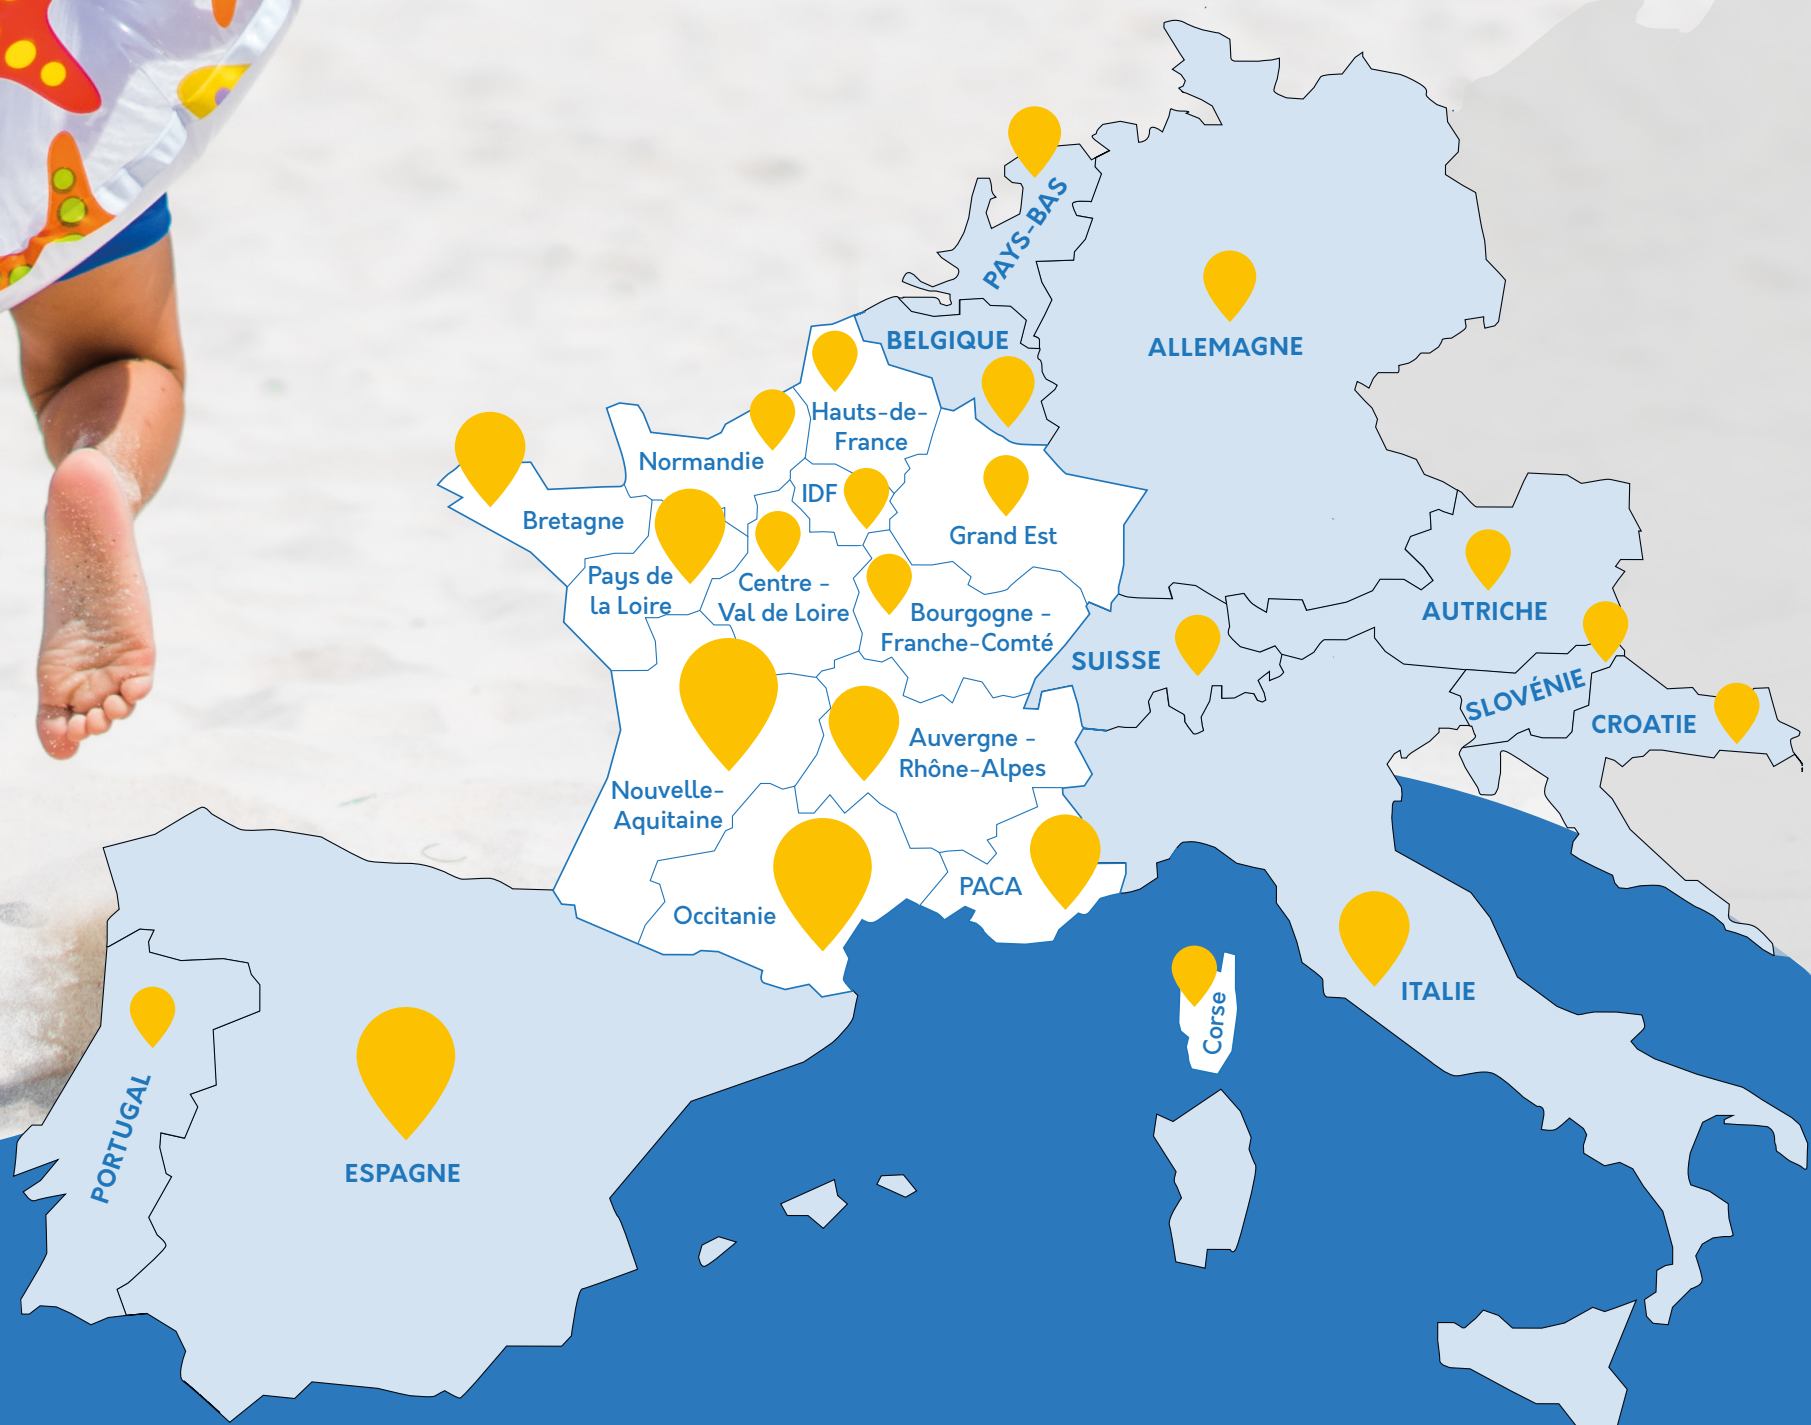 PAYS-BAS
ALLEMAGNE
BELGIQUE
Hauts-de-
France
Normandie
IDF
Bretagne
Grand Est
Pays de
la Loire
Centre -
Val de Loire
Bourgogne -
Franche-Comté
AUTRICHE
SUISSE
SLOVÉNIE
CROATIE
Auvergne -
Rhône-Alpes
Nouvelle-
Aquitaine
PACA
Occitanie
ITALIE
Corse
PORTUGAL
ESPAGNE